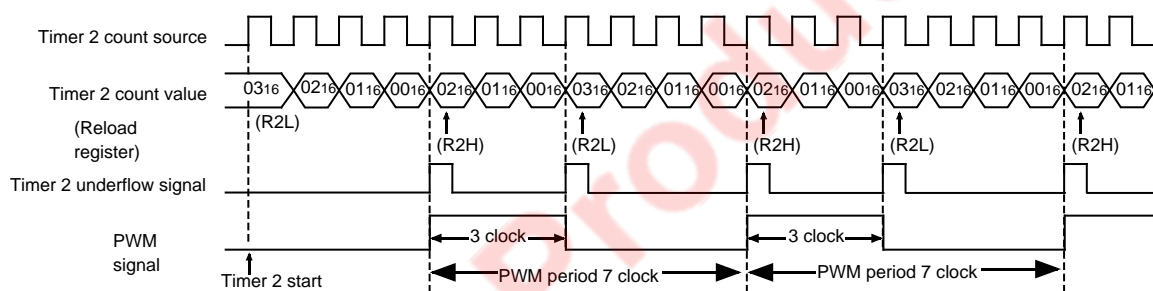 Timer 2 count source
Timer 2 count value
03₁₆ 02₁₆ 01₁₆ 00₁₆ 02₁₆ 01₁₆ 00₁₆ 03₁₆ 02₁₆ 01₁₆ 00₁₆ 02₁₆ 01₁₆ 00₁₆ 03₁₆ 02₁₆ 01₁₆ 00₁₆ 02₁₆ 01₁₆
(Reload
register)
(R2L) (R2H) (R2L) (R2H) (R2L) (R2H)
Timer 2 underflow signal
PWM
signal
3 clock 3 clock
PWM period 7 clock PWM period 7 clock
Timer 2 start
Produ